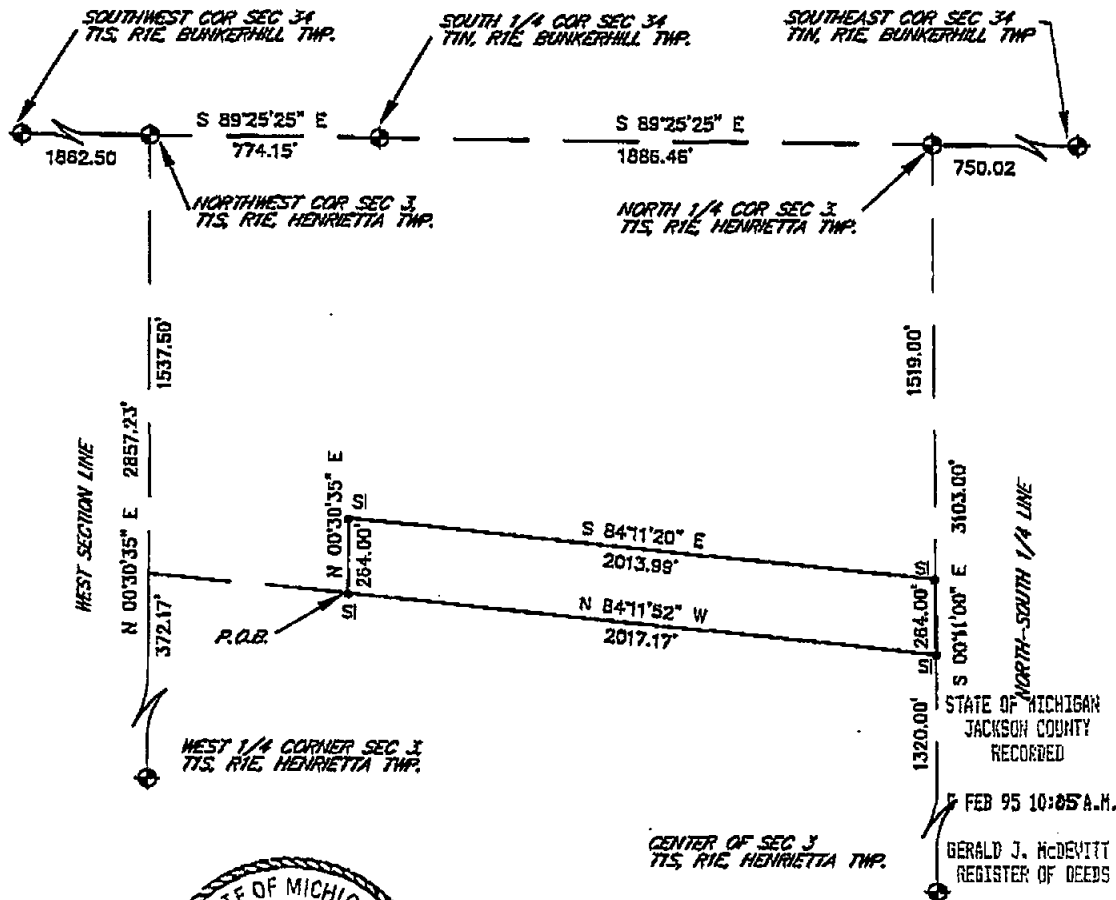 SOUTHWEST COR SEC 34
T1S, R1E, BUNKERHILL TWP.
SOUTH 1/4 COR SEC 34
T1N, R1E, BUNKERHILL TWP.
SOUTHEAST COR SEC 34
T1N, R1E, BUNKERHILL TWP
S 89°25'25" E
1862.50
774.15'
S 89°25'25" E
1886.46'
750.02
NORTHWEST COR SEC 3,
T1S, R1E, HENRIETTA TWP.
NORTH 1/4 COR SEC 3,
T1S, R1E, HENRIETTA TWP.
1537.50'
1519.00'
WEST SECTION LINE
N 00°30'35" E 2857.23'
372.17'
N 00°30'35" E
264.00'
SI
S 84°11'20" E
2013.99'
SI
P.O.B.
SI
N 84°11'52" W
2017.17'
264.00'
SI
S 00°11'00" E 3103.00'
NORTH-SOUTH 1/4 LINE
1320.00'
WEST 1/4 CORNER SEC 3,
T1S, R1E, HENRIETTA TWP.
STATE OF MICHIGAN
JACKSON COUNTY
RECORDED
FEB 95 10:05 A.M.
GERALD J. McDEVITT
REGISTER OF DEEDS
CENTER OF SEC 3
T1S, R1E, HENRIETTA TWP.
OF MICHIG